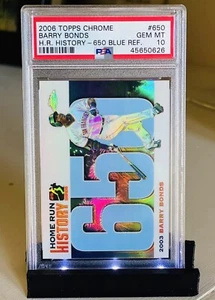 2006 TOPPS CHROME #650
BARRY BONDS GEM MT
H.R. HISTORY-650 BLUE REF. 10
PSA 45650626
HOME RUN
HISTORY
650
2003 BARRY BONDS